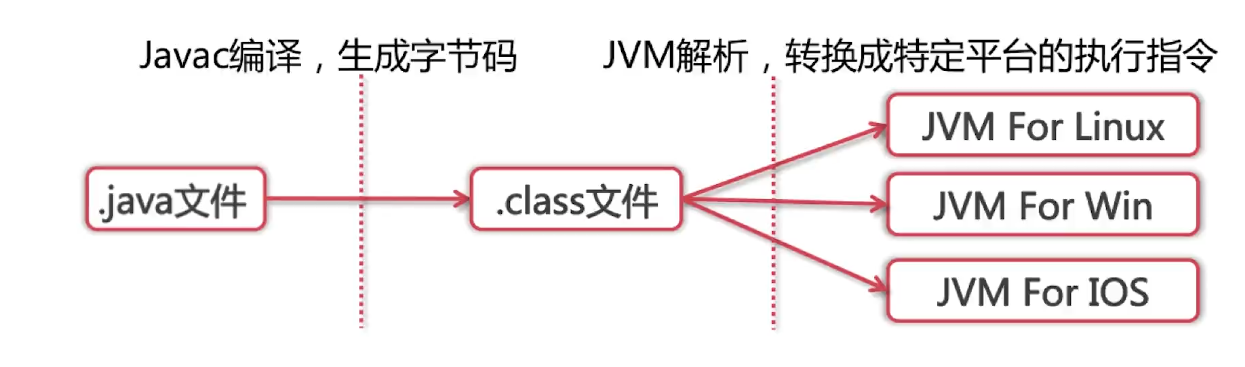 Javac编译，生成字节码
JVM解析，转换成特定平台的执行指令
.java文件
.class文件
JVM For Linux
JVM For Win
JVM For IOS